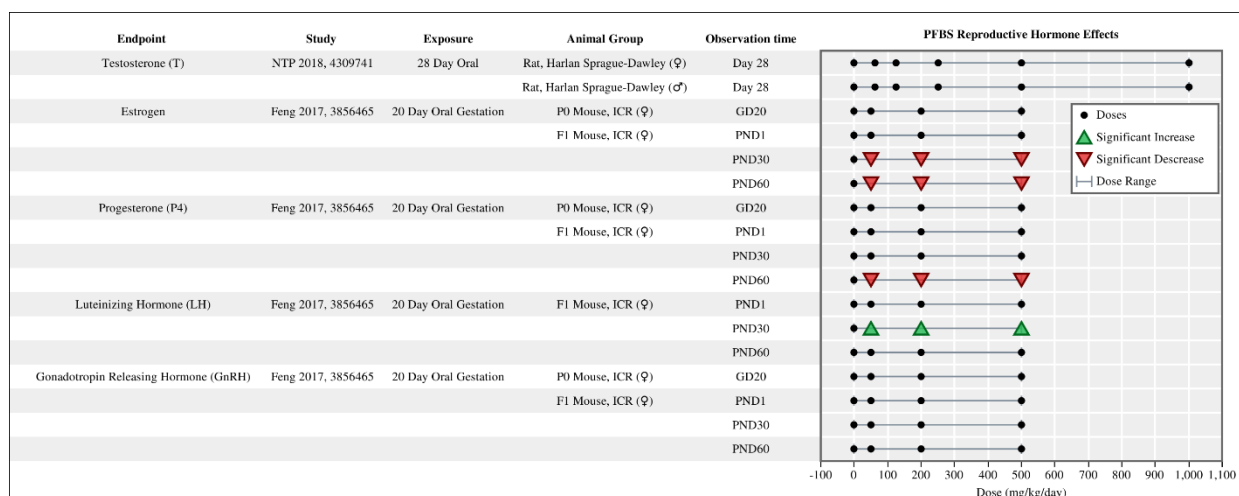 PFBS Reproductive Hormone Effects
Endpoint Study Exposure Animal Group Observation time
Testosterone (T) NTP 2018, 4309741 28 Day Oral Rat, Harlan Sprague-Dawley (♀) Day 28
Rat, Harlan Sprague-Dawley (♂) Day 28
Estrogen Feng 2017, 3856465 20 Day Oral Gestation P0 Mouse, ICR (♀) GD20
F1 Mouse, ICR (♀) PND1
PND30
PND60
Progesterone (P4) Feng 2017, 3856465 20 Day Oral Gestation P0 Mouse, ICR (♀) GD20
F1 Mouse, ICR (♀) PND1
PND30
PND60
Luteinizing Hormone (LH) Feng 2017, 3856465 20 Day Oral Gestation F1 Mouse, ICR (♀) PND1
PND30
PND60
Gonadotropin Releasing Hormone (GnRH) Feng 2017, 3856465 20 Day Oral Gestation P0 Mouse, ICR (♀) GD20
F1 Mouse, ICR (♀) PND1
PND30
PND60
Doses
Significant Increase
Significant Descrease
Dose Range
-100 0 100 200 300 400 500 600 700 800 900 1,000 1,100
Dose (mg/kg/day)